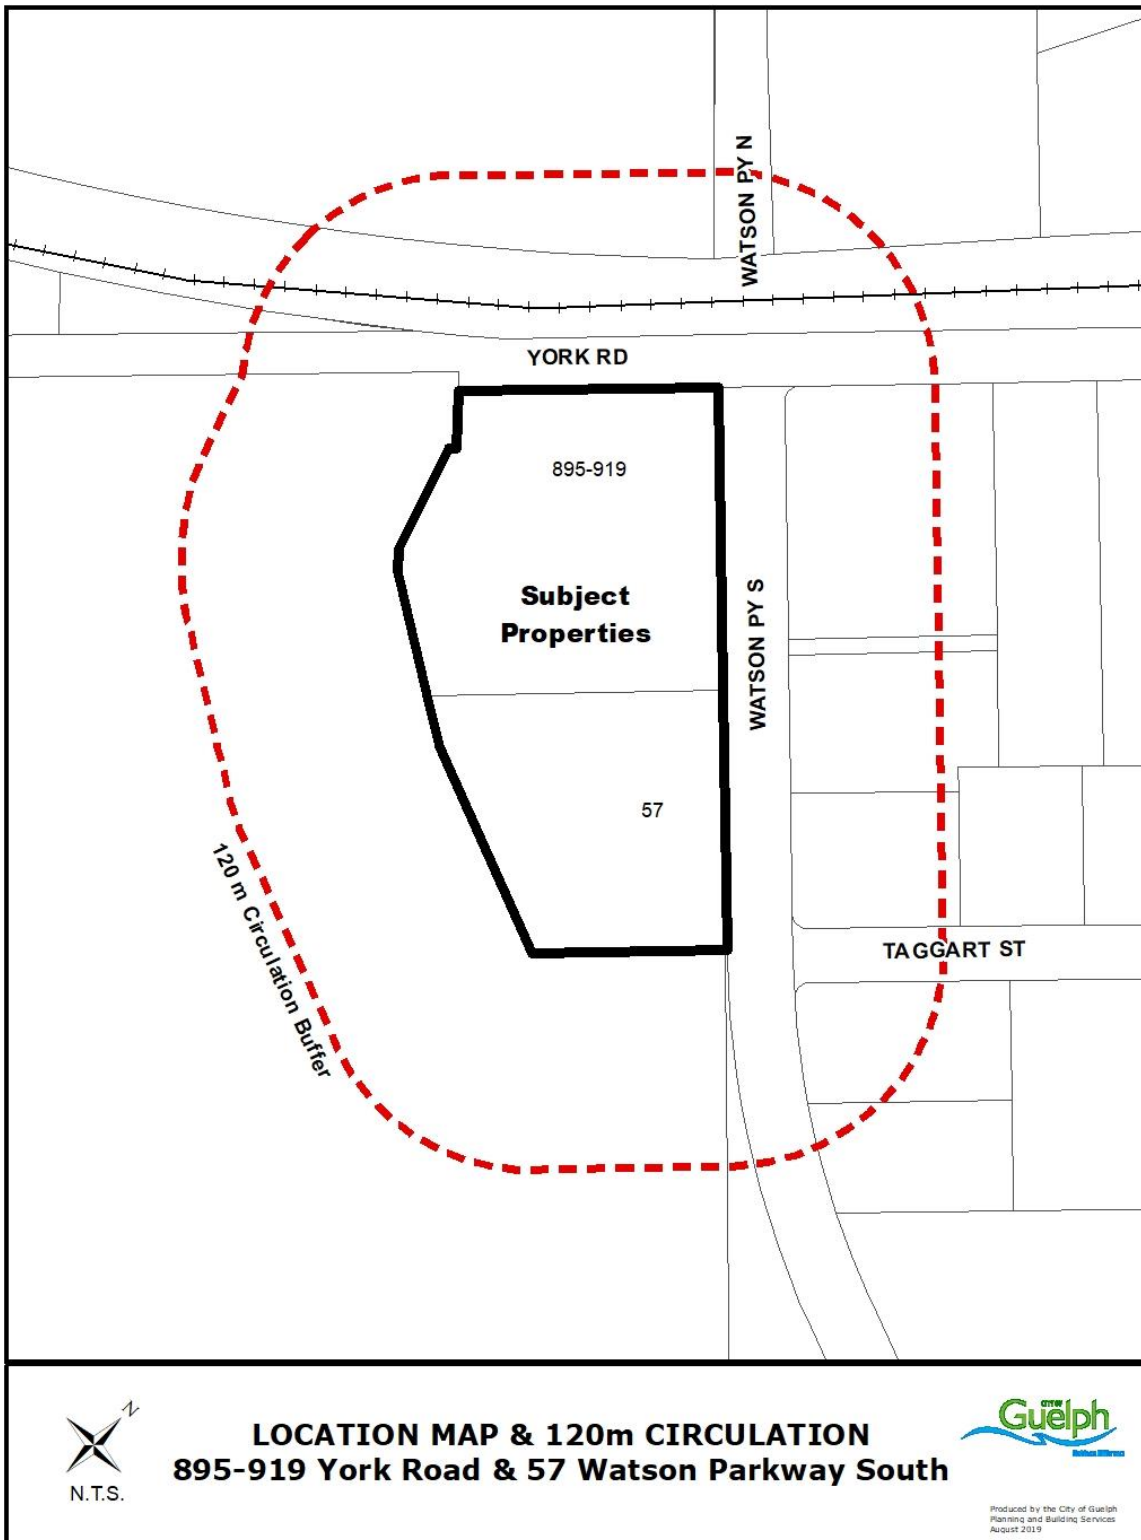 WATSON PY N
YORK RD
895-919
Subject
Properties
WATSON PY S
57
120 m Circulation Buffer
TAGGART ST
N
N.T.S.
LOCATION MAP & 120m CIRCULATION
895-919 York Road & 57 Watson Parkway South
CITY OF
Guelph
Produced by the City of Guelph
Planning and Building Services
August 2019